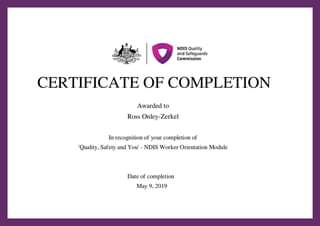 NDIS Quality
and Safeguards
Commission
CERTIFICATE OF COMPLETION
Awarded to
Ross Onley-Zerkel
In recognition of your completion of
'Quality, Safety and You' - NDIS Worker Orientation Module
Date of completion
May 9, 2019